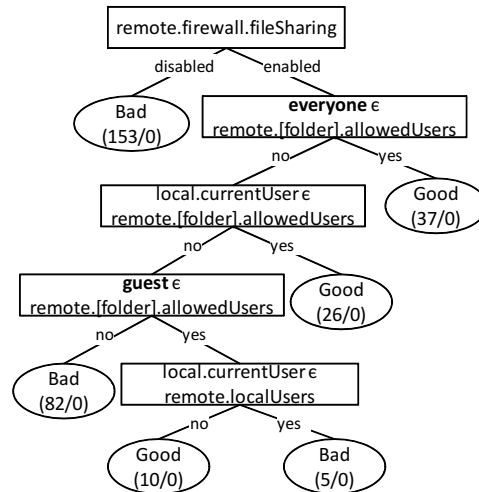 remote.firewall.fileSharing
disabled
enabled
Bad
(153/0)
everyone ϵ
remote.[folder].allowedUsers
no
yes
local.currentUser ϵ
remote.[folder].allowedUsers
Good
(37/0)
no
yes
guest ϵ
remote.[folder].allowedUsers
Good
(26/0)
no
yes
Bad
(82/0)
local.currentUser ϵ
remote.localUsers
no
yes
Good
(10/0)
Bad
(5/0)